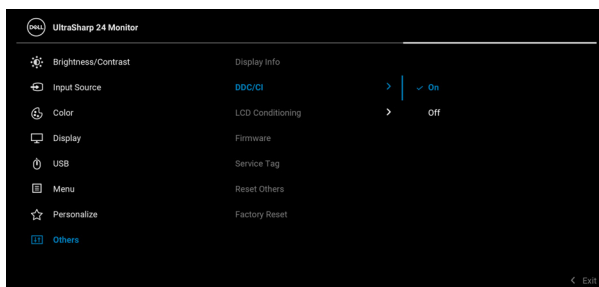 DELL UltraSharp 24 Monitor
Brightness/Contrast Display Info
Input Source DDC/CI > ✓ On
Color LCD Conditioning > Off
Display Firmware
USB Service Tag
Menu Reset Others
Personalize Factory Reset
Others
< Exit